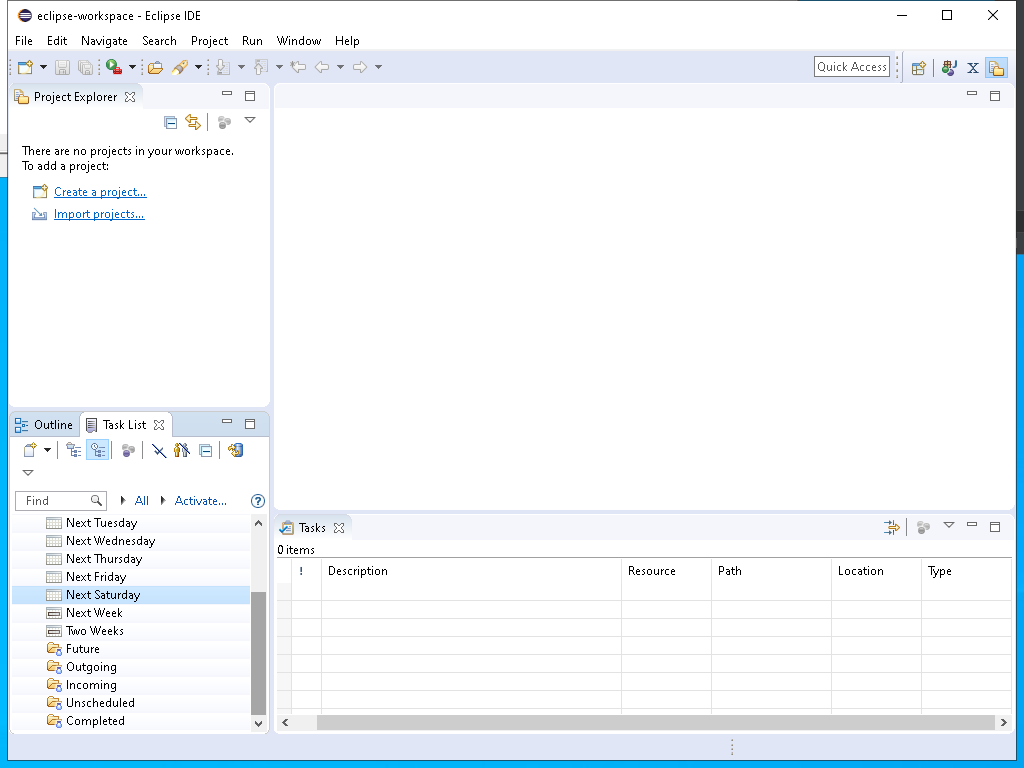 eclipse-workspace - Eclipse IDE
File Edit Navigate Search Project Run Window Help
Quick Access
Project Explorer
There are no projects in your workspace.
To add a project:
Create a project...
Import projects...
Outline Task List
Find All Activate...
Next Tuesday
Next Wednesday
Next Thursday
Next Friday
Next Saturday
Next Week
Two Weeks
Future
Outgoing
Incoming
Unscheduled
Completed
Tasks
0 items
! Description Resource Path Location Type